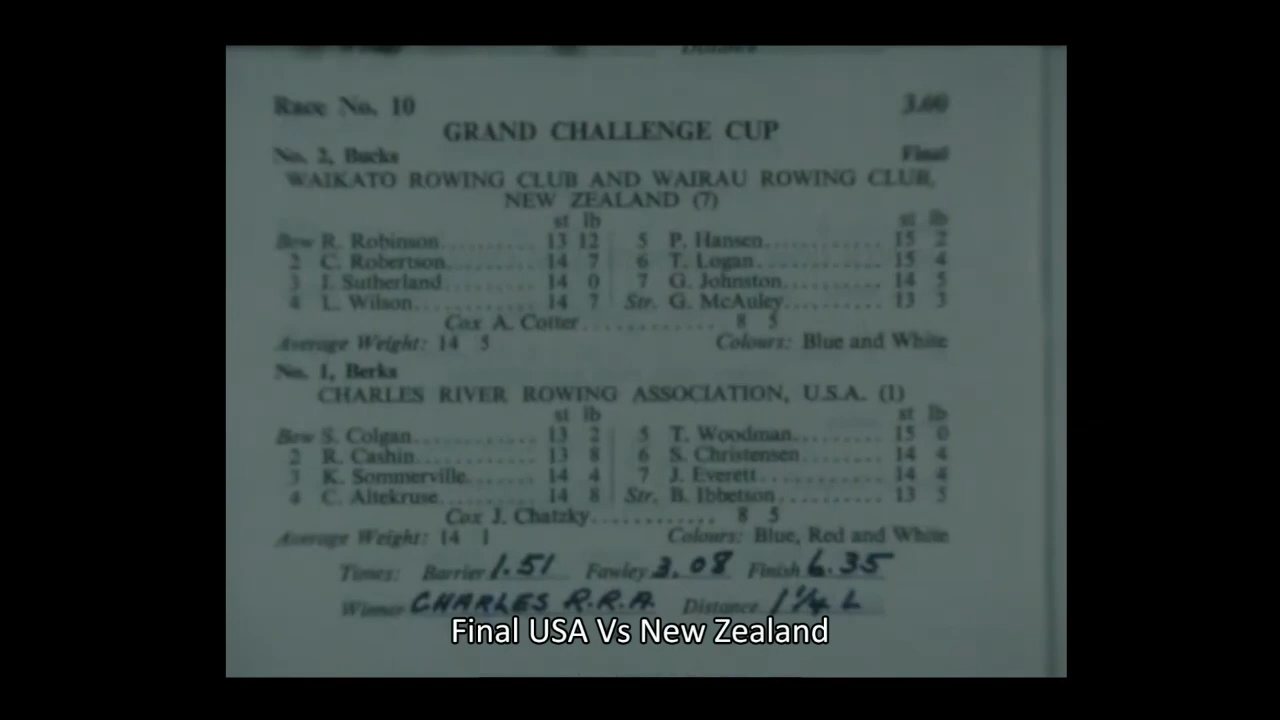 Race No. 10 3.00
GRAND CHALLENGE CUP
No. 2, Bucks Final
WAIKATO ROWING CLUB AND WAIRAU ROWING CLUB,
NEW ZEALAND (7)
st lb st lb
Bow R. Robinson 13 12 5 P. Hansen 15 2
2 C. Robertson 14 7 6 T. Logan 15 4
3 I. Sutherland 14 0 7 G. Johnston 14 5
4 L. Wilson 14 7 Str. G. McAuley 13 3
Cox A. Cotter 8 5
Average Weight: 14 5 Colours: Blue and White
No. 1, Berks
CHARLES RIVER ROWING ASSOCIATION, U.S.A. (1)
st lb st lb
Bow S. Colgan 13 2 5 T. Woodman 15 0
2 R. Cashin 13 8 6 S. Christensen 14 4
3 K. Sommerville 14 4 7 J. Everett 14 4
4 C. Altekruse 14 8 Str. B. Ibbetson 13 5
Cox J. Chatzky 8 5
Average Weight: 14 1 Colours: Blue, Red and White
Times: Barrier 1.51 Fawley 3.08 Finish 6.35
Winner CHARLES R.R.A. Distance 1 1/4 L
Final USA Vs New Zealand